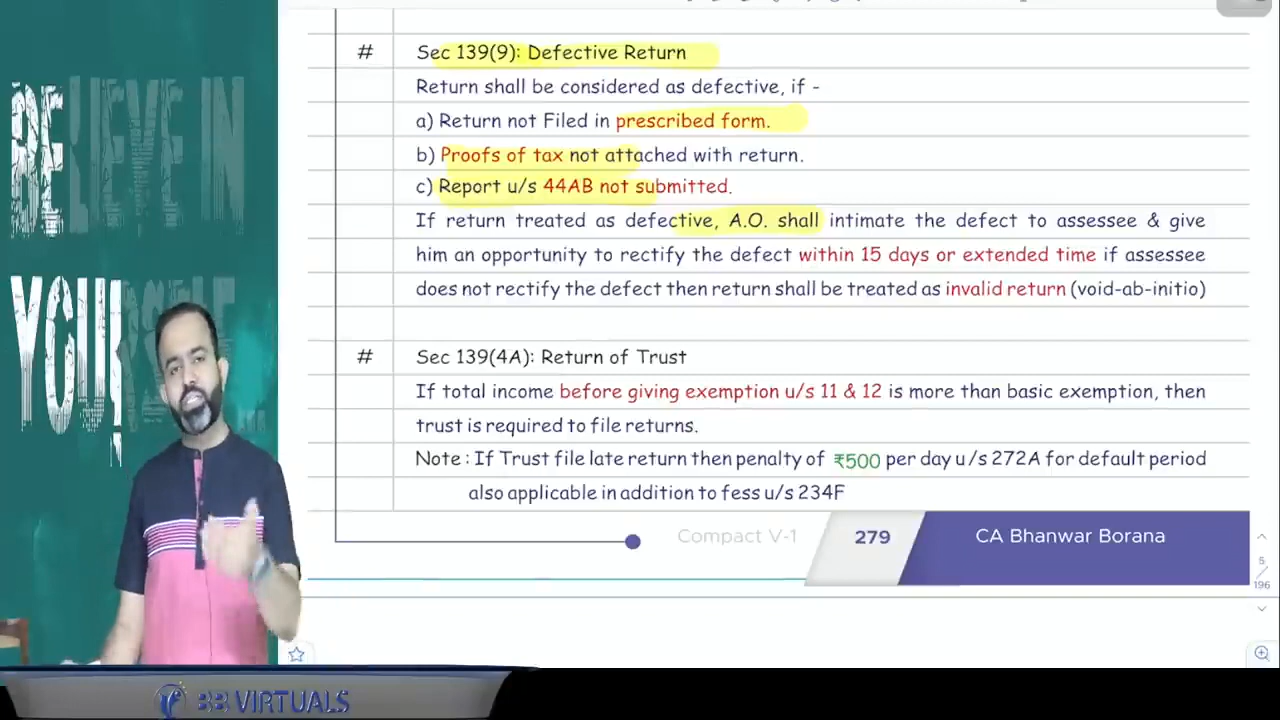 BELIEVE IN
YOURSELF
# Sec 139(9): Defective Return
Return shall be considered as defective, if -
a) Return not Filed in prescribed form.
b) Proofs of tax not attached with return.
c) Report u/s 44AB not submitted.
If return treated as defective, A.O. shall intimate the defect to assessee & give
him an opportunity to rectify the defect within 15 days or extended time if assessee
does not rectify the defect then return shall be treated as invalid return (void-ab-initio)
# Sec 139(4A): Return of Trust
If total income before giving exemption u/s 11 & 12 is more than basic exemption, then
trust is required to file returns.
Note : If Trust file late return then penalty of ₹500 per day u/s 272A for default period
also applicable in addition to fess u/s 234F
Compact V-1 279 CA Bhanwar Borana
5
/
196
BB VIRTUALS